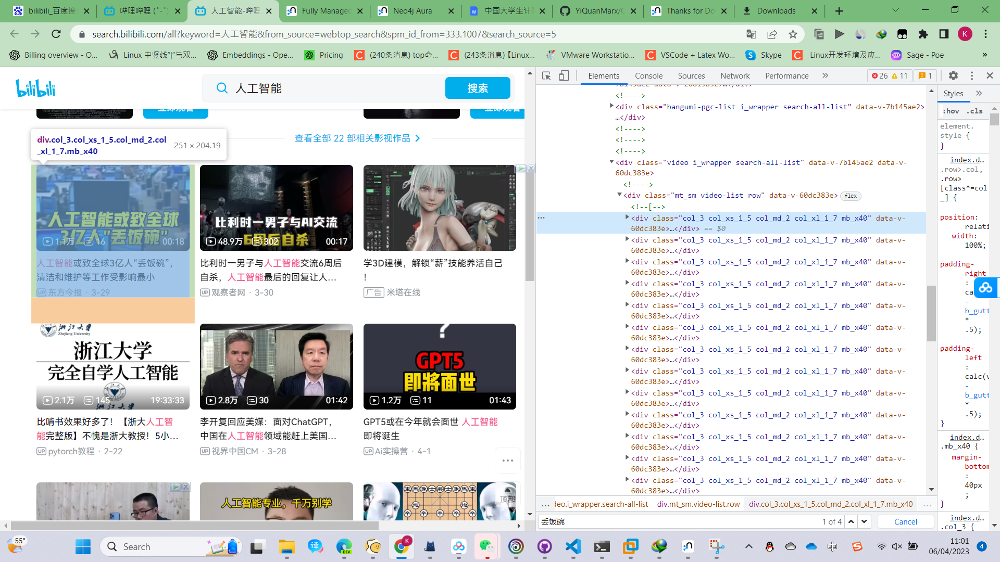 bilibili_百度搜
哔哩哔哩 (゜-゜)
人工智能-哔哩
Fully Managed
Neo4j Aura
中国大学生计
YiQuanMarx/C
Thanks for Do
Downloads
search.bilibili.com/all?keyword=人工智能&from_source=webtop_search&spm_id_from=333.1007&search_source=5
K
Billing overview - O...
Linux 中竖线“|”与双...
Embeddings - Ope...
Pricing
(240条消息) top命...
(243条消息)【Linux...
VMware Workstatio...
VSCode + Latex Wo...
Skype
Linux开发环境及应...
Sage - Poe
»
bilibili
人工智能
搜索
立即观看
立即观看
查看全部 22 部相关影视作品
div.col_3.col_xs_1_5.col_md_2.col
_xl_1_7.mb_x40
251 × 204.19
人工智能或致全球
3亿人"丢饭碗"
1.1万 16 00:18
人工智能或致全球3亿人“丢饭碗”，
清洁和维护等工作受影响最小
UP 东方今报 · 3-29
比利时一男子与AI交流
6周后自杀
48.9万 302 00:17
比利时一男子与人工智能交流6周后
自杀，人工智能最后的回复让人...
UP 观察者网 · 3-30
学3D建模，解锁“薪”技能养活自己
！
广告 米塔在线
浙江大学
Zhejiang University
浙江大学
完全自学人工智能
2.1万 145 19:33:33
比啃书效果好多了！【浙大人工智
能完整版】不愧是浙大教授！5小...
UP pytorch教程 · 2-22
2.8万 30 01:42
李开复回应美媒：面对ChatGPT，
中国在人工智能领域能赶上美国...
UP 视界中国CM · 3-28
?
GPT5
即將面世
1.2万 11 01:43
GPT5或在今年就会面世 人工智能
即将诞生
UP Ai实操营 · 4-1
人工智能专业，千万别学
顶部
Elements
Console
Sources
Network
Performance
»
26
11
1
7b145ae2 data-v-26819b52>…</div>
<!---->
<div class="bangumi-pgc-list i_wrapper search-all-list" data-v-7b145ae2>
…</div>
<!---->
<!---->
<!---->
<div class="video i_wrapper search-all-list" data-v-7b145ae2 data-v-
60dc383e>
<!---->
<div class="mt_sm video-list row" data-v-60dc383e> flex
<!--[-->
<div class="col_3 col_xs_1_5 col_md_2 col_xl_1_7 mb_x40" data-v-
60dc383e>…</div> == $0
<div class="col_3 col_xs_1_5 col_md_2 col_xl_1_7 mb_x40" data-v-
60dc383e>…</div>
<div class="col_3 col_xs_1_5 col_md_2 col_xl_1_7 mb_x40" data-v-
60dc383e>…</div>
<div class="col_3 col_xs_1_5 col_md_2 col_xl_1_7 mb_x40" data-v-
60dc383e>…</div>
<div class="col_3 col_xs_1_5 col_md_2 col_xl_1_7 mb_x40" data-v-
60dc383e>…</div>
<div class="col_3 col_xs_1_5 col_md_2 col_xl_1_7 mb_x40" data-v-
60dc383e>…</div>
<div class="col_3 col_xs_1_5 col_md_2 col_xl_1_7 mb_x40" data-v-
60dc383e>…</div>
<div class="col_3 col_xs_1_5 col_md_2 col_xl_1_7 mb_x40" data-v-
60dc383e>…</div>
<div class="col_3 col_xs_1_5 col_md_2 col_xl_1_7 mb_x40" data-v-
60dc383e>…</div>
<div class="col_3 col_xs_1_5 col_md_2 col_xl_1_7 mb_x40" data-v-
60dc383e>…</div>
<div class="col_3 col_xs_1_5 col_md_2 col_xl_1_7 mb_x40" data-v-
60dc383e>…</div>
<div class="col_3 col_xs_1_5 col_md_2 col_xl_1_7 mb_x40" data-v-
60dc383e>…</div>
<div class="col_3 col_xs_1_5 col_md_2 col_xl_1_7 mb_x40" data-v-
60dc383e>…</div>
... deo.i_wrapper.search-all-list div.mt_sm.video-list.row div.col_3.col_xs_1_5.col_md_2.col_xl_1_7.mb_x40 ...
丢饭碗
1 of 4
Cancel
Styles
»
:hov .cls
element.
style {
}
index.d…
.row>.col,
.row>
[class*=col
_] {
position:
relati
width:
100%;
padding-
right
:
ca
-
b_gutt
*
.5);
padding-
left
:
calc(v
-
b_gutt
*
.5);
}
index.d…
.mb_x40 {
margin-
bottom
:
40px
;
}
index.d…
.col_3 {
55°
Search
译
DEV
K
中
11:01
06/04/2023
4